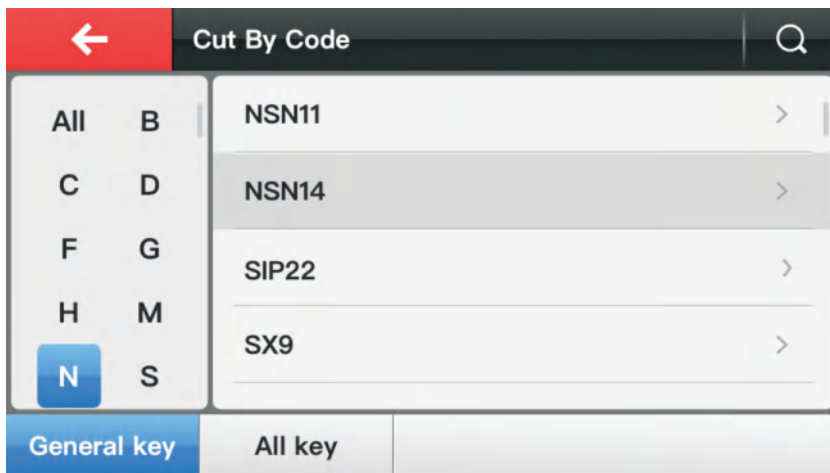 Cut By Code
All B
C D
F G
H M
N S
NSN11
NSN14
SIP22
SX9
General key
All key